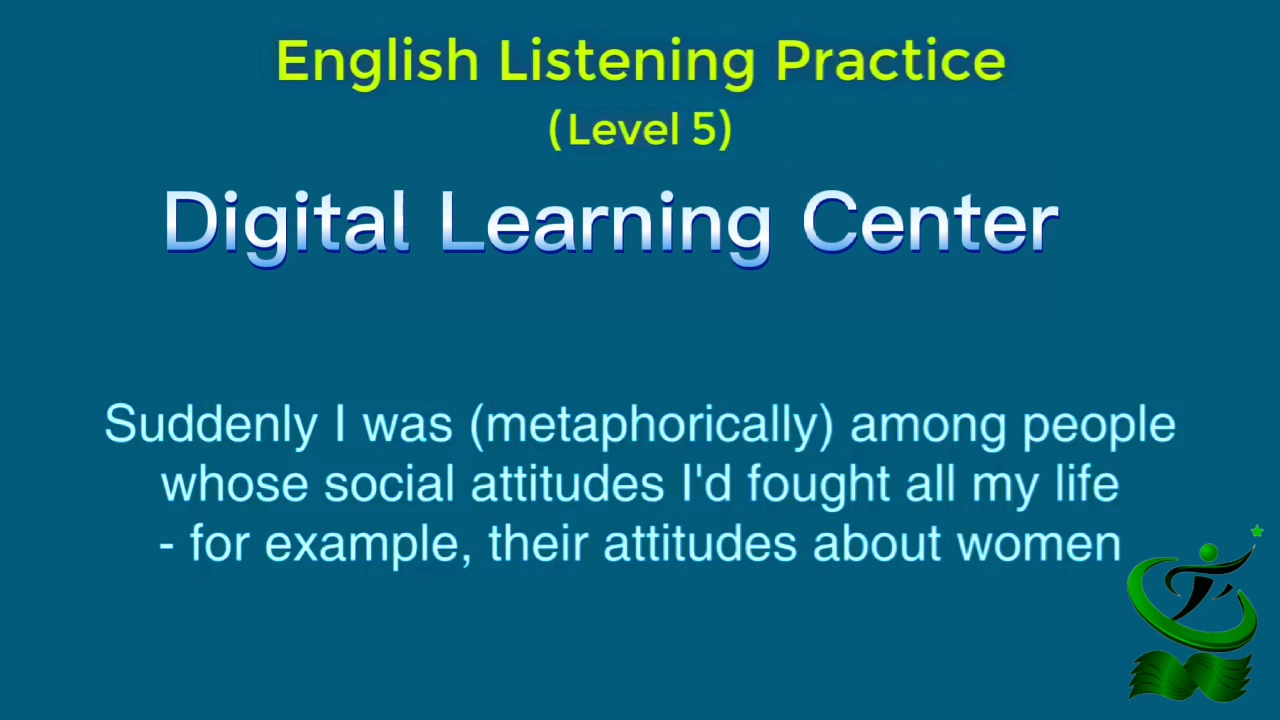 English Listening Practice
(Level 5)
Digital Learning Center
Suddenly I was (metaphorically) among people
whose social attitudes I'd fought all my life
- for example, their attitudes about women